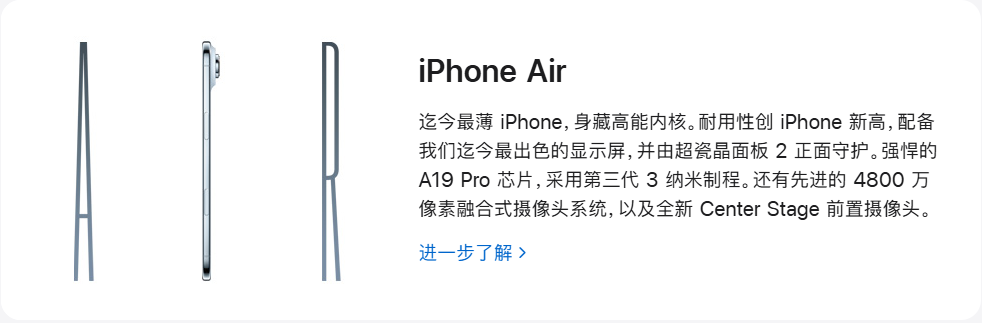 iPhone Air
迄今最薄 iPhone，身藏高能内核。耐用性创 iPhone 新高，配备
我们迄今最出色的显示屏，并由超瓷晶面板 2 正面守护。强悍的
A19 Pro 芯片，采用第三代 3 纳米制程。还有先进的 4800 万
像素融合式摄像头系统，以及全新 Center Stage 前置摄像头。
进一步了解 >